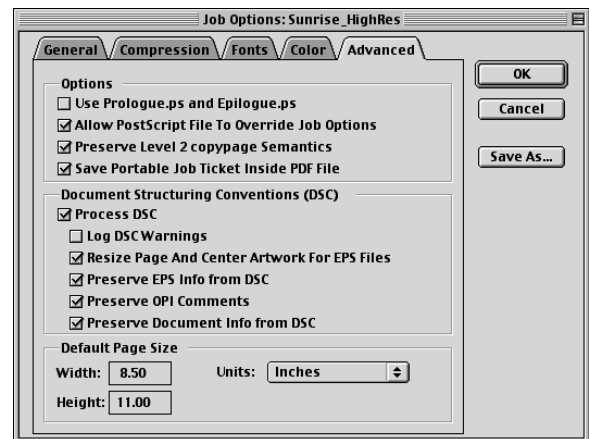 Job Options: Sunrise_HighRes
General Compression Fonts Color Advanced
Options
Use Prologue.ps and Epilogue.ps
Allow PostScript File To Override Job Options
Preserve Level 2 copypage Semantics
Save Portable Job Ticket Inside PDF File
Document Structuring Conventions (DSC)
Process DSC
Log DSC Warnings
Resize Page And Center Artwork For EPS Files
Preserve EPS Info from DSC
Preserve OPI Comments
Preserve Document Info from DSC
Default Page Size
Width: 8.50 Units: Inches
Height: 11.00
OK
Cancel
Save As...